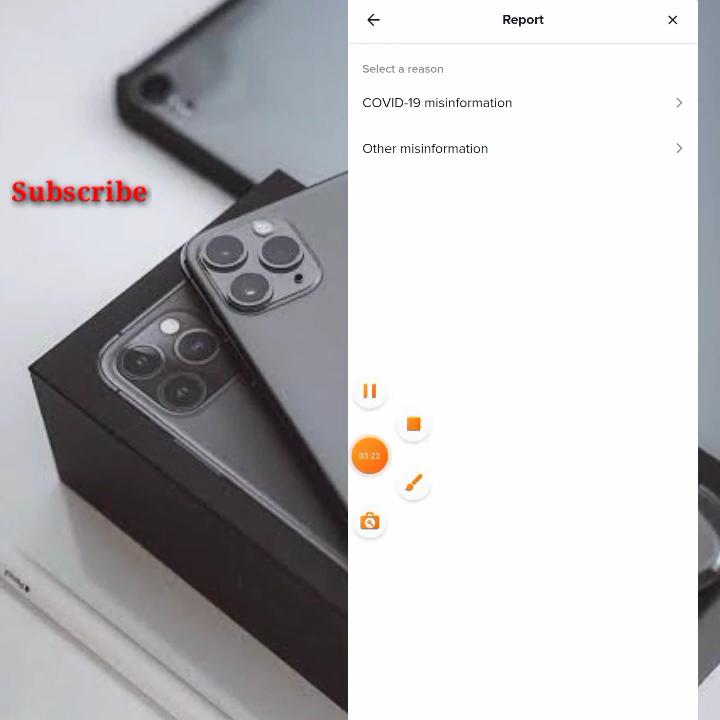 Report
Select a reason
COVID-19 misinformation
Other misinformation
Subscribe
03:22